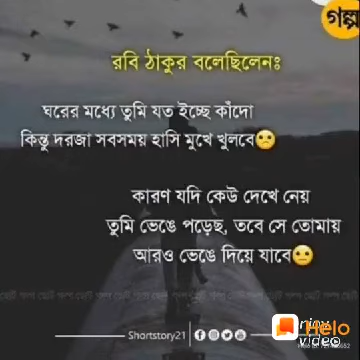 গল্প
রবি ঠাকুর বলেছিলেনঃ
ঘরের মধ্যে তুমি যত ইচ্ছে কাঁদো
কিন্তু দরজা সবসময় হাসি মুখে খুলবে😟
কারণ যদি কেউ দেখে নেয়
তুমি ভেঙে পড়েছ, তবে সে তোমায়
আরও ভেঙে দিয়ে যাবে😐
Shortstory21
Helo
video